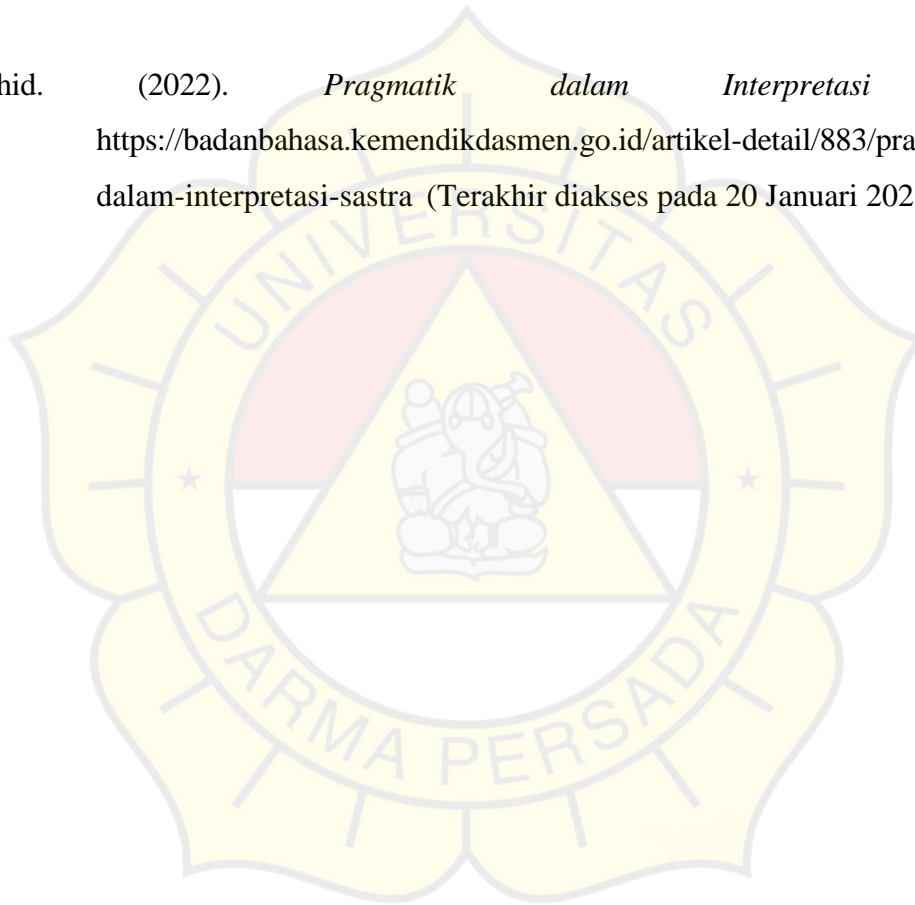 hid. (2022). Pragmatik dalam Interpretasi
https://badanbahasa.kemendikdasmen.go.id/artikel-detail/883/pra
dalam-interpretasi-sastra (Terakhir diakses pada 20 Januari 202
UNIVERSITAS
DARMA PERSADA